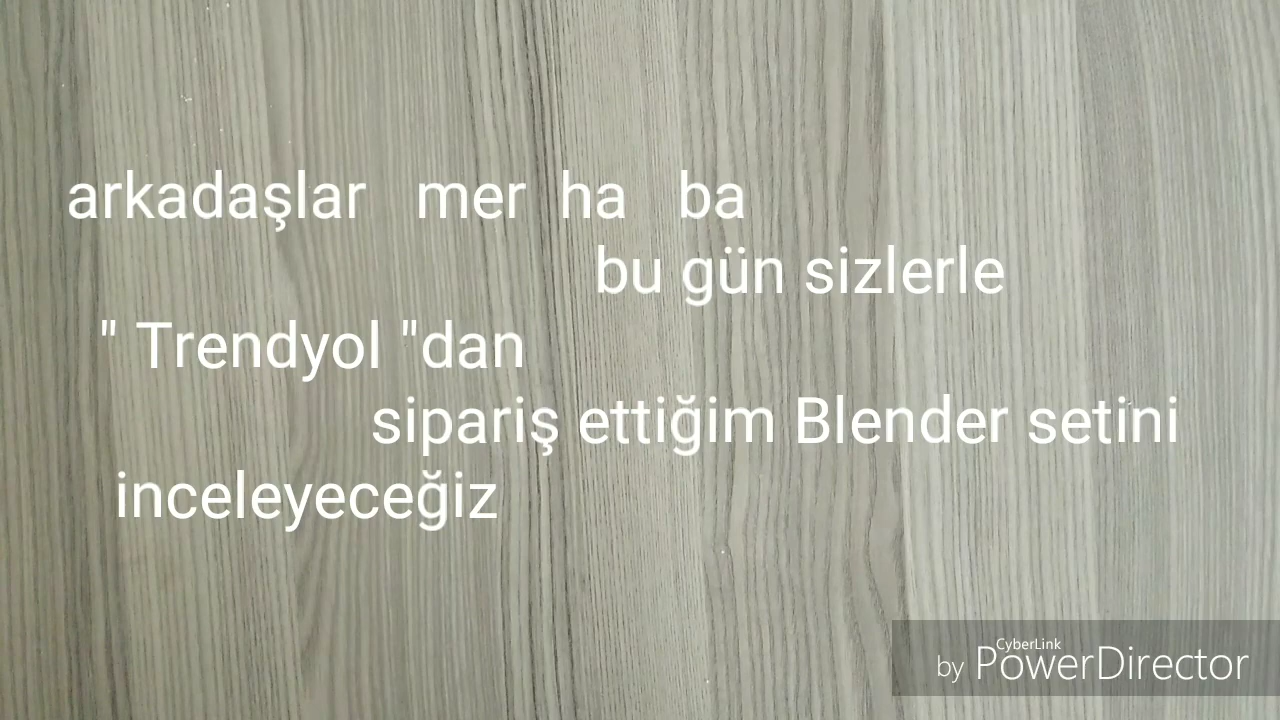 arkadaşlar mer ha ba
bu gün sizlerle
" Trendyol "dan
sipariş ettiğim Blender setini
inceleyeceğiz
CyberLink
by PowerDirector